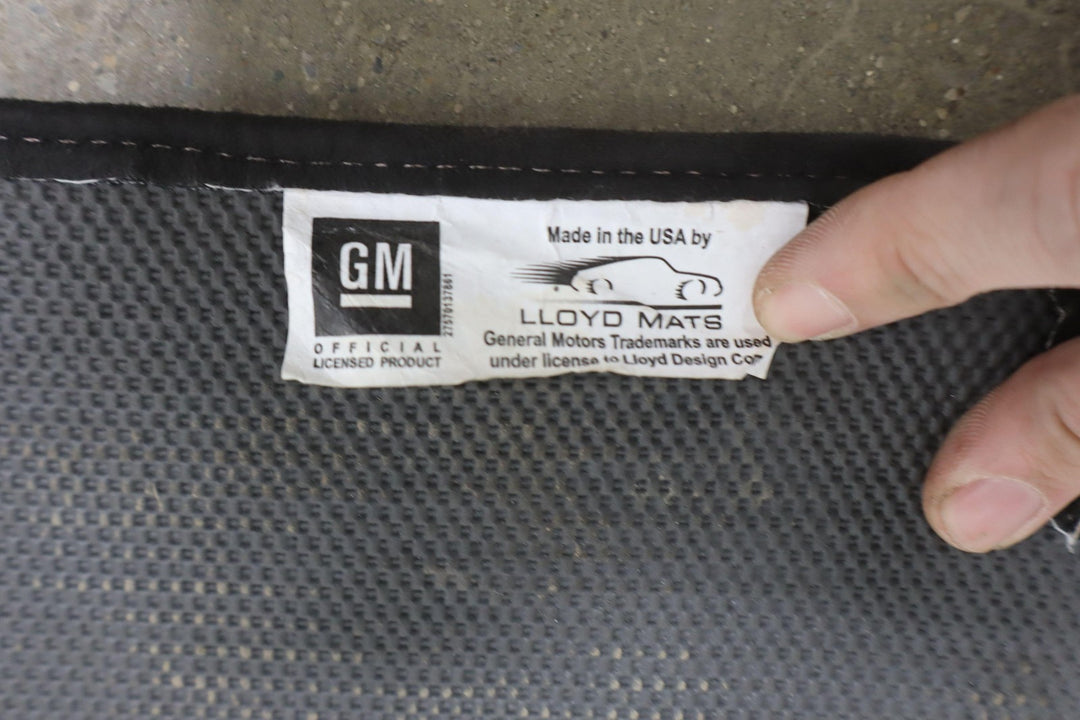 GM
27570137661
OFFICIAL
LICENSED PRODUCT
Made in the USA by
LLOYD MATS
General Motors Trademarks are used
under license to Lloyd Design